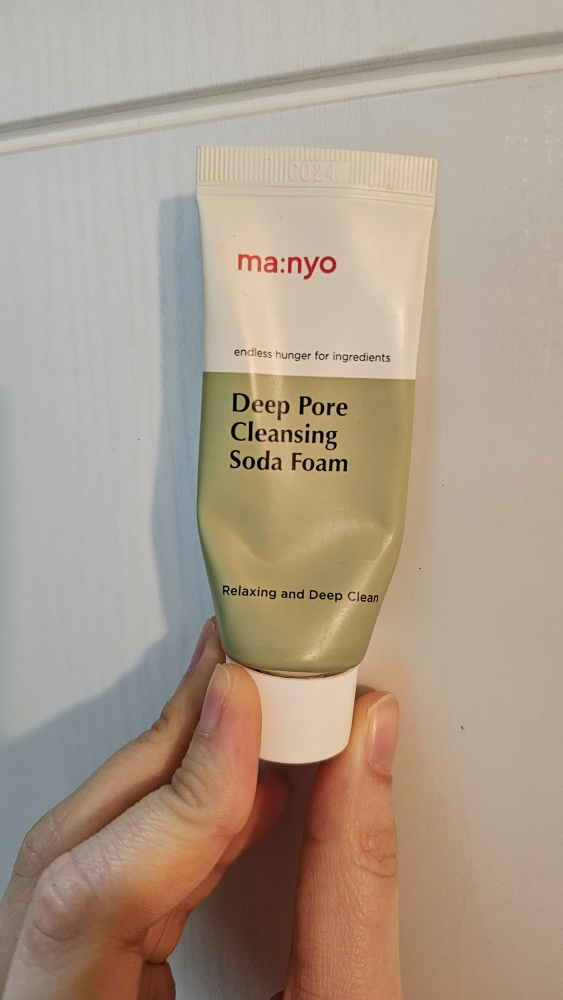 C024
ma:nyo
endless hunger for ingredients
Deep Pore
Cleansing
Soda Foam
Relaxing and Deep Clean